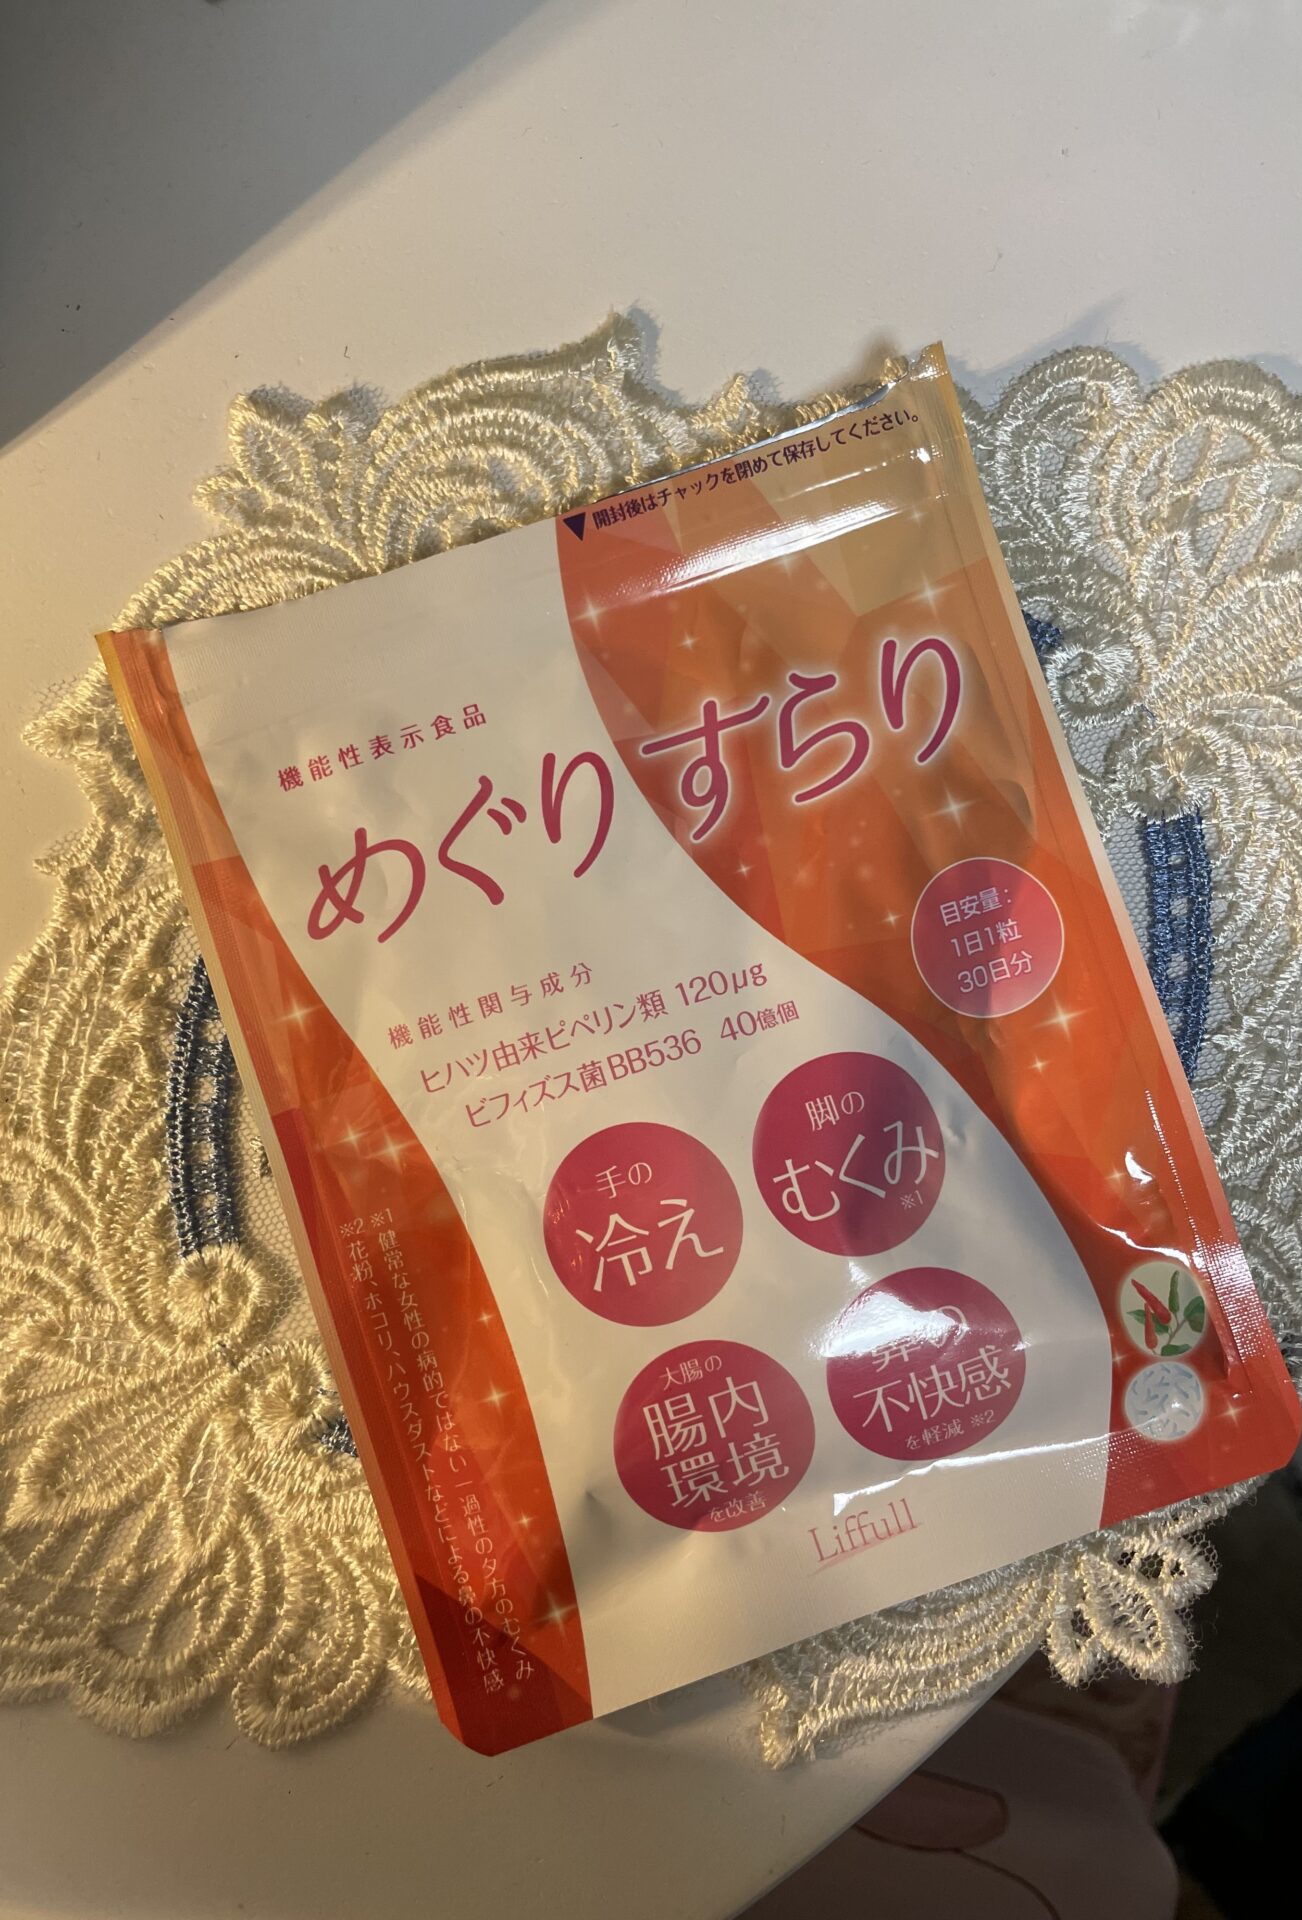 開封後はチャックを閉めて保存してください。
機能性表示食品
めぐりすらり
目安量：
1日1粒
30日分
機能性関与成分
ヒハツ由来ピペリン類 120μg
ビフィズス菌BB536 40億個
手の
冷え
脚の
むくみ
※1
大腸の
腸内
環境
を改善
鼻の
不快感
を軽減 ※2
※1 健常な女性の病的ではない一過性の夕方のむくみ
※2 花粉、ホコリ、ハウスダストなどによる鼻の不快感
Liffull